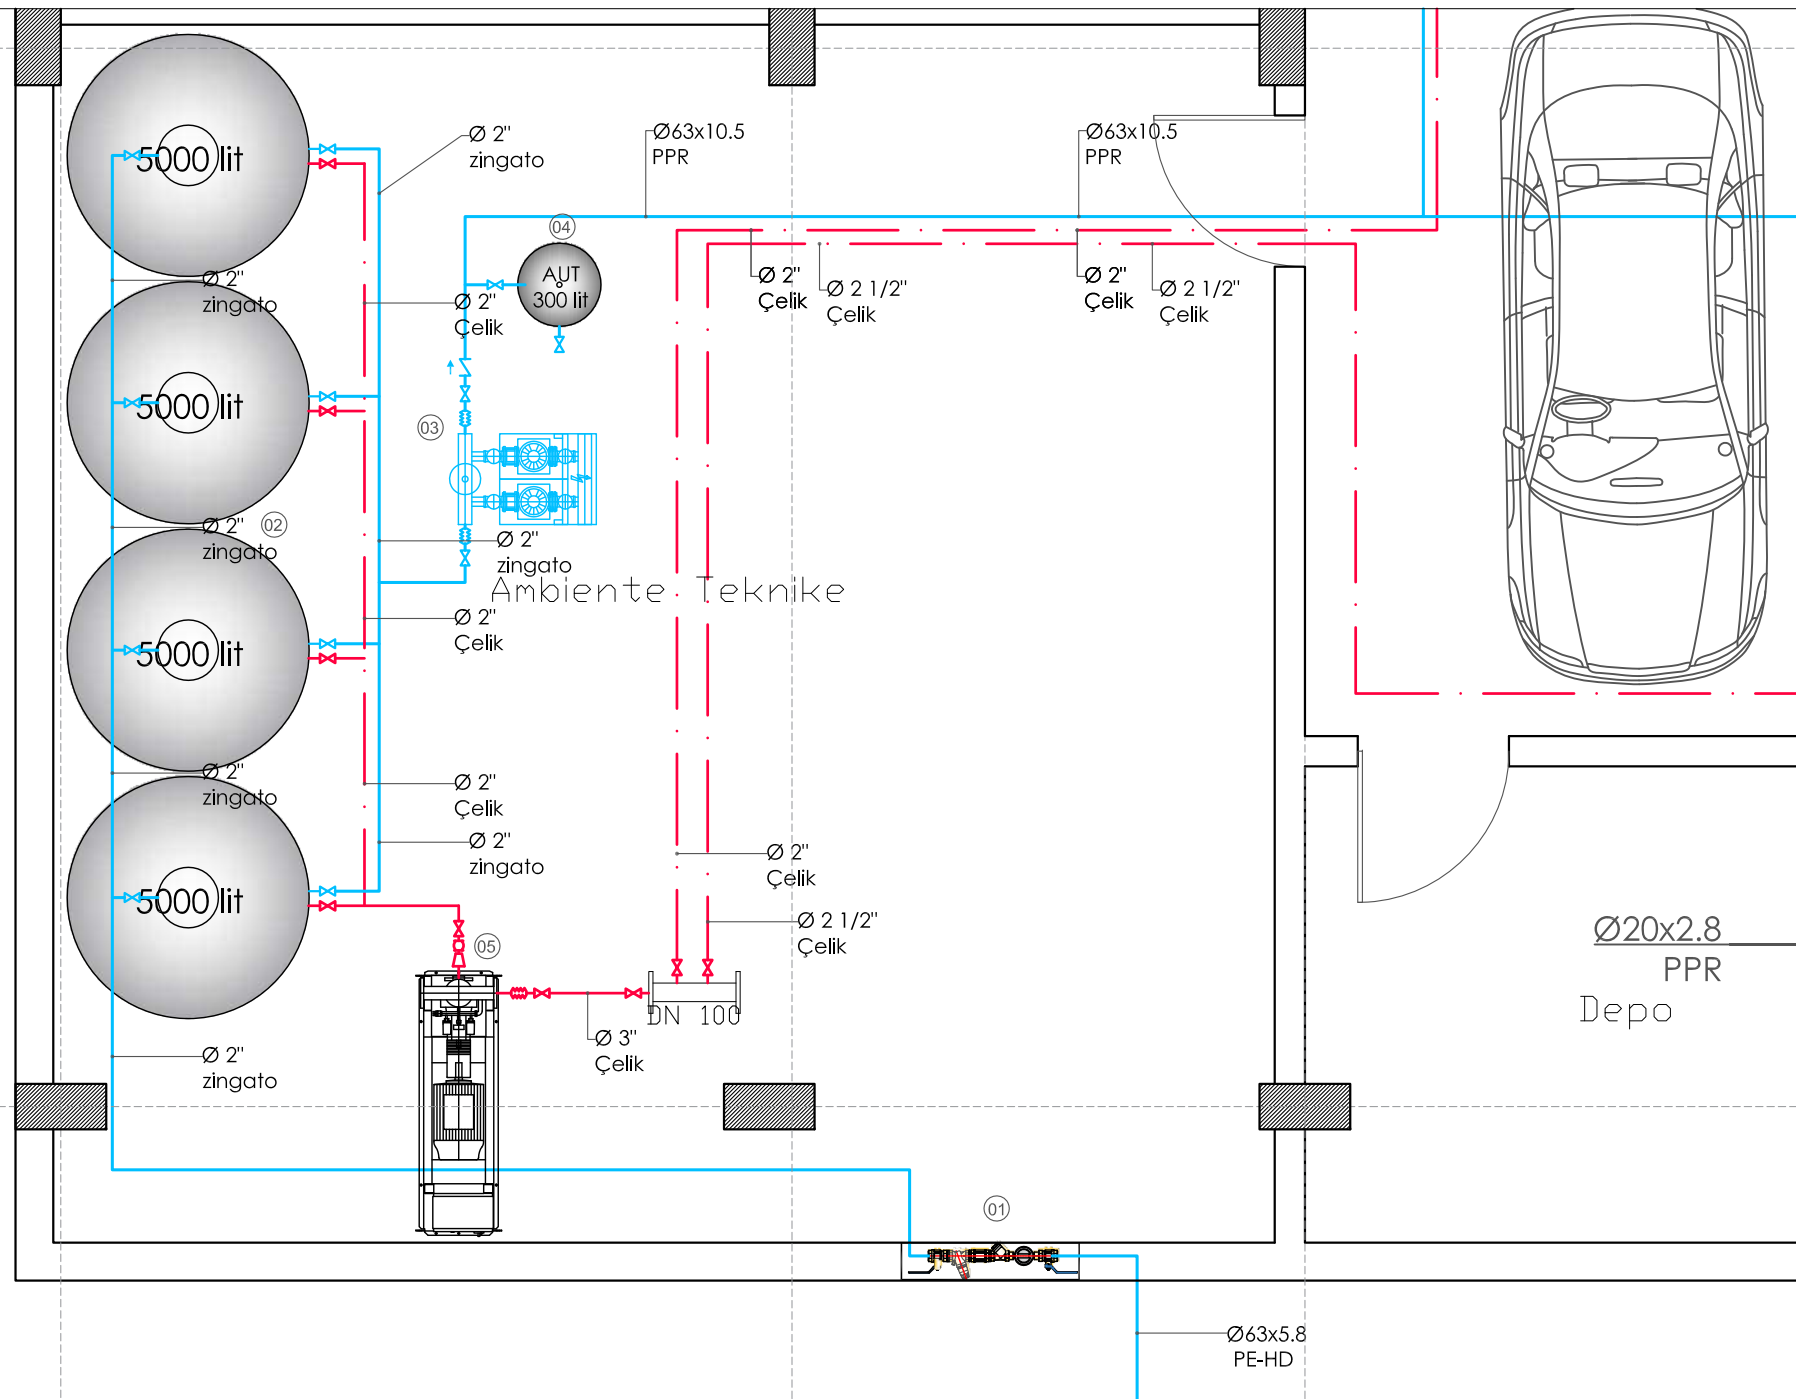 5000 lit
Ø 2"
zingato
Ø63x10.5
PPR
Ø63x10.5
PPR
04
AUT
300 lit
Ø 2"
zingato
Ø 2"
Çelik
Ø 2"
Çelik
Ø 2 1/2"
Çelik
Ø 2"
Çelik
Ø 2 1/2"
Çelik
5000 lit
03
Ø 2"
zingato
02
Ø 2"
zingato
Ambiente Teknike
Ø 2"
Çelik
5000 lit
Ø 2"
zingato
Ø 2"
Çelik
Ø 2"
zingato
Ø 2"
Çelik
5000 lit
Ø 2 1/2"
Çelik
05
Ø20x2.8
PPR
Depo
DN 100
Ø 3"
Çelik
Ø 2"
zingato
01
Ø63x5.8
PE-HD